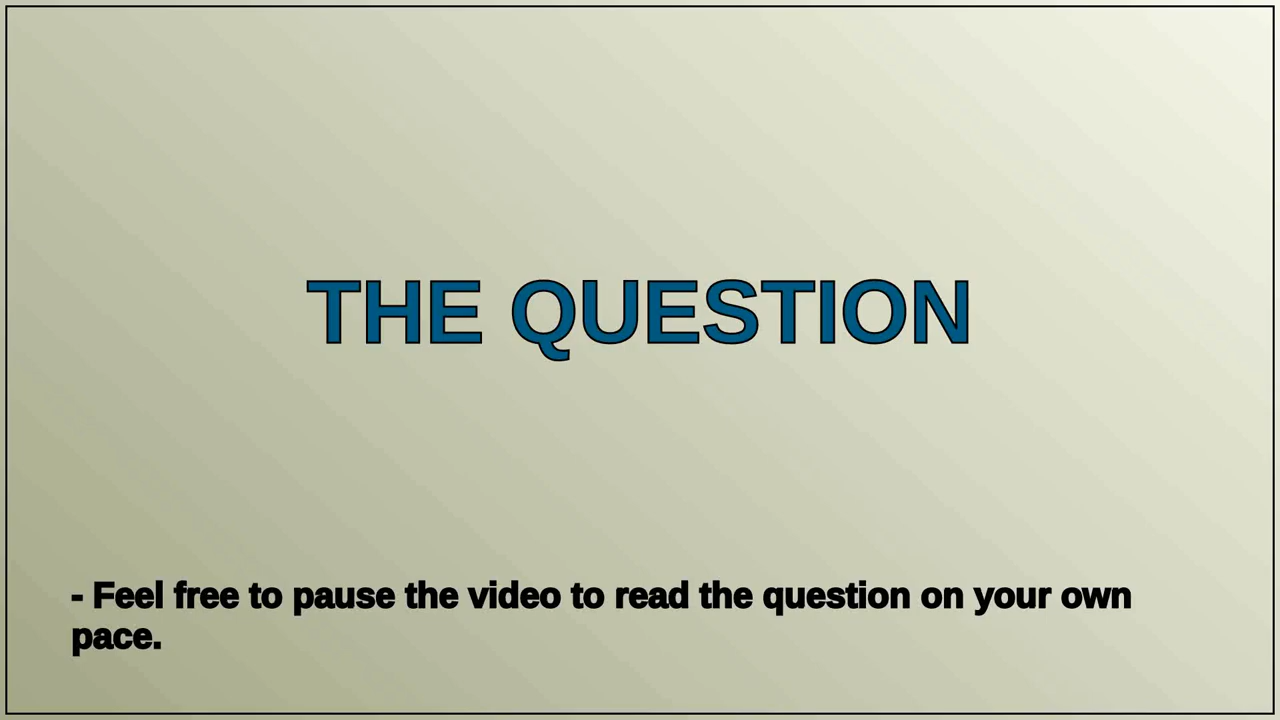 THE QUESTION
- Feel free to pause the video to read the question on your own
pace.